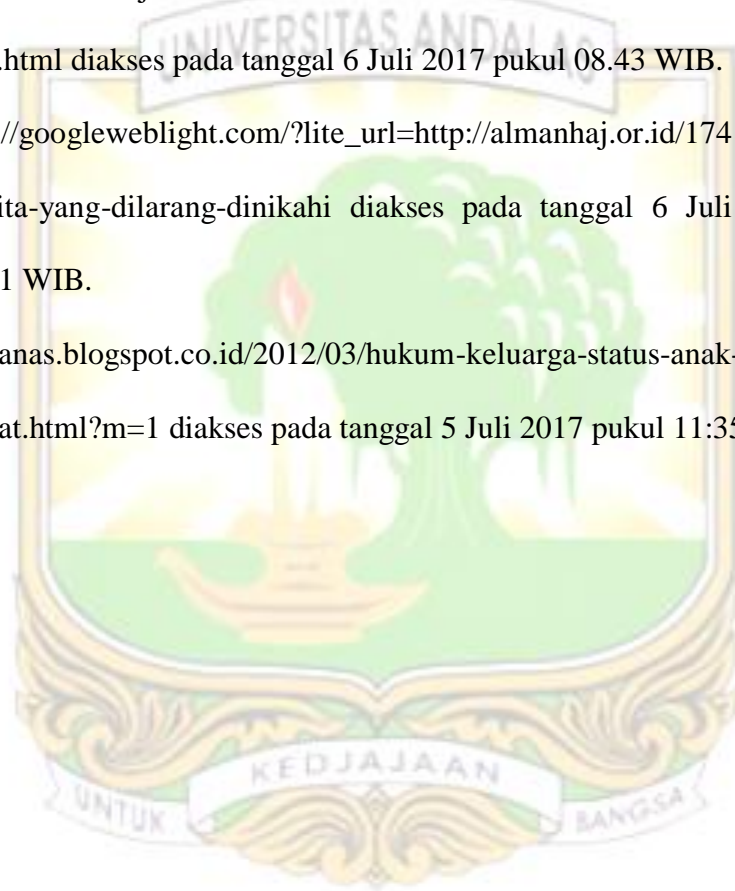 UNIVERSITAS ANDALAS
.html diakses pada tanggal 6 Juli 2017 pukul 08.43 WIB.
//googleweblight.com/?lite_url=http://almanhaj.or.id/174
ita-yang-dilarang-dinikahi diakses pada tanggal 6 Juli
1 WIB.
anas.blogspot.co.id/2012/03/hukum-keluarga-status-anak-
at.html?m=1 diakses pada tanggal 5 Juli 2017 pukul 11:35
KEDJAJAAN
UNTUK BANGSA